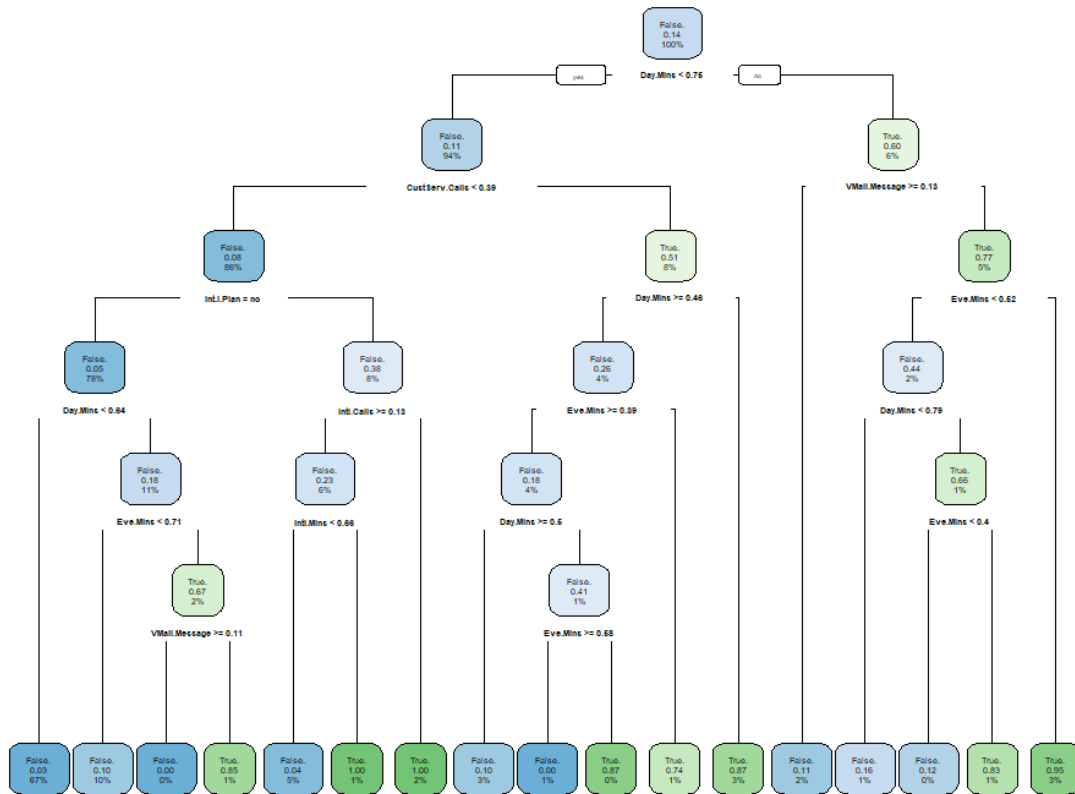 False.
0.14
100%
yes
Day.Mins < 0.75
no
False.
0.11
94%
True.
0.60
6%
CustServ.Calls < 0.39
VMail.Message >= 0.13
False.
0.08
86%
True.
0.51
8%
True.
0.77
5%
Int.l.Plan = no
Day.Mins >= 0.46
Eve.Mins < 0.52
False.
0.05
78%
False.
0.38
8%
False.
0.26
4%
False.
0.44
2%
Day.Mins < 0.64
Intl.Calls >= 0.13
Eve.Mins >= 0.39
Day.Mins < 0.79
False.
0.18
11%
False.
0.23
6%
False.
0.18
4%
True.
0.66
1%
Eve.Mins < 0.71
Intl.Mins < 0.66
Day.Mins >= 0.5
Eve.Mins < 0.4
True.
0.67
2%
False.
0.41
1%
VMail.Message >= 0.11
Eve.Mins >= 0.58
False.
0.03
67%
False.
0.10
10%
False.
0.00
0%
True.
0.85
1%
False.
0.04
5%
True.
1.00
1%
True.
1.00
2%
False.
0.10
3%
False.
0.00
1%
True.
0.87
0%
True.
0.74
1%
True.
0.87
3%
False.
0.11
2%
False.
0.16
1%
False.
0.12
0%
True.
0.83
1%
True.
0.95
3%